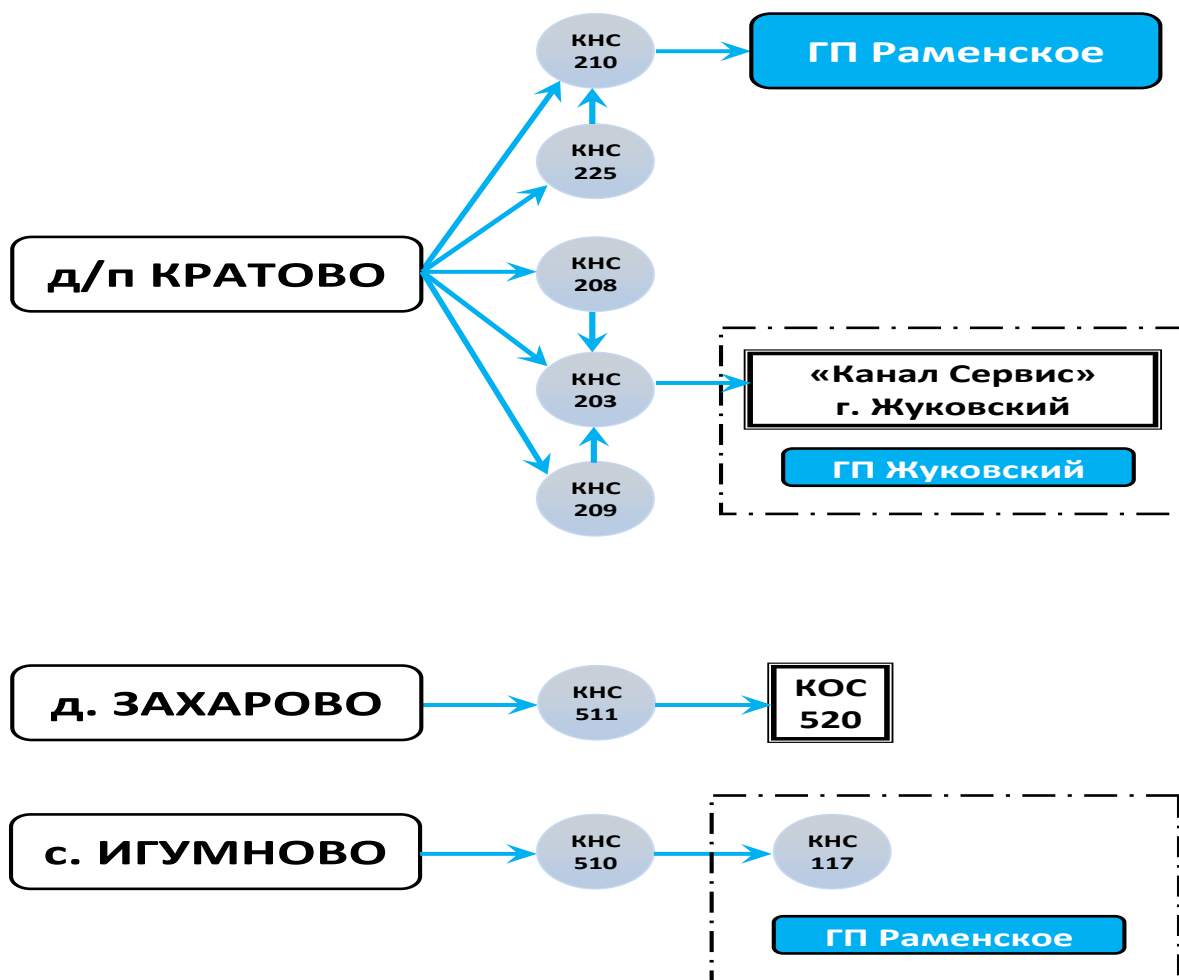 КНС
210
ГП Раменское
КНС
225
д/п КРАТОВО
КНС
208
КНС
203
«Канал Сервис»
г. Жуковский
ГП Жуковский
КНС
209
д. ЗАХАРОВО
КНС
511
КОС
520
с. ИГУМНОВО
КНС
510
КНС
117
ГП Раменское